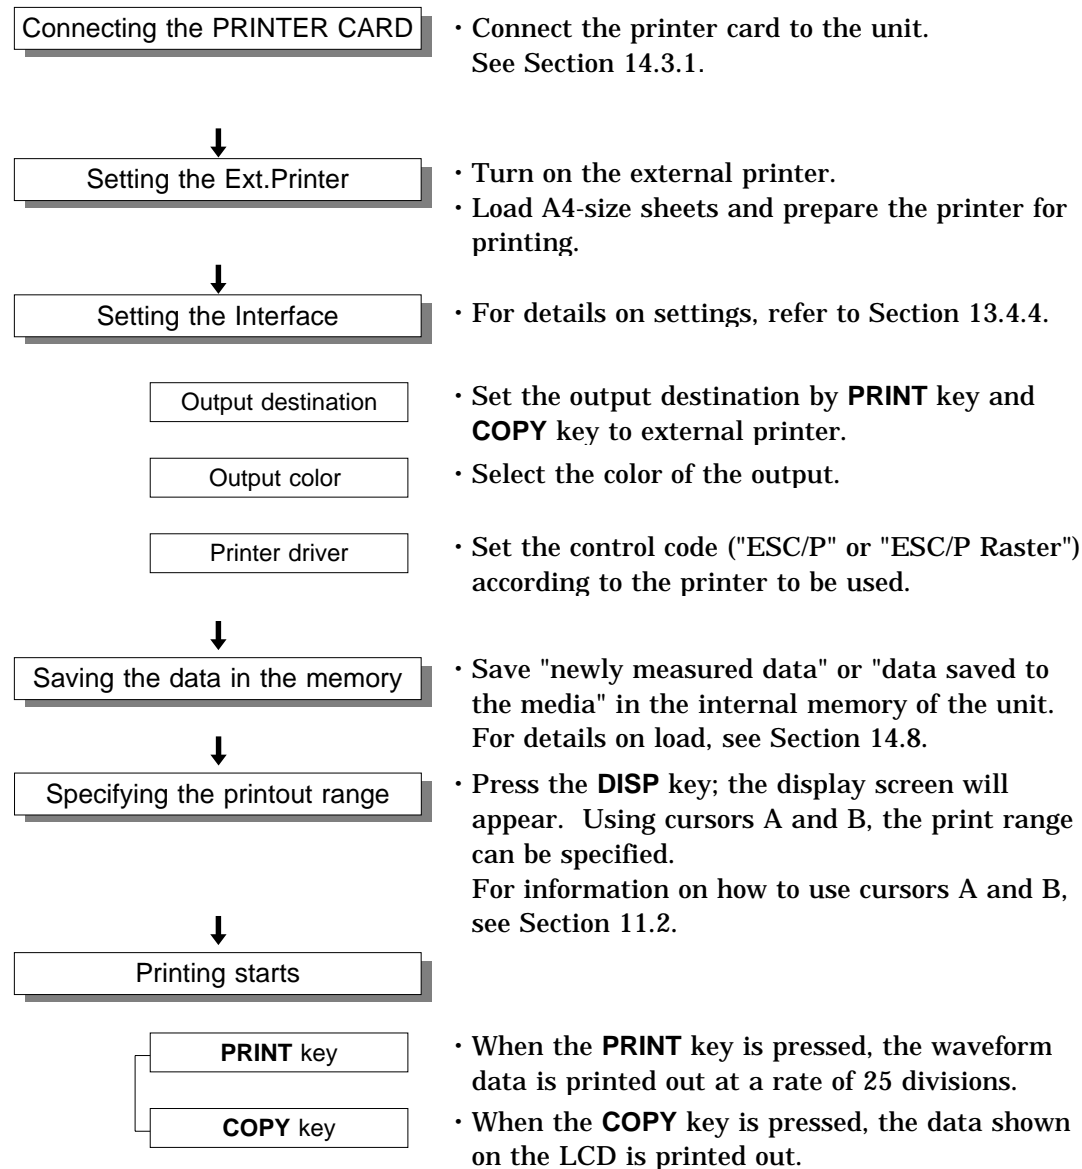 Connecting the PRINTER CARD
・Connect the printer card to the unit.
See Section 14.3.1.
Setting the Ext.Printer
・Turn on the external printer.
・Load A4-size sheets and prepare the printer for
printing.
Setting the Interface
・For details on settings, refer to Section 13.4.4.
Output destination
・Set the output destination by PRINT key and
COPY key to external printer.
Output color
・Select the color of the output.
Printer driver
・Set the control code ("ESC/P" or "ESC/P Raster")
according to the printer to be used.
Saving the data in the memory
・Save "newly measured data" or "data saved to
the media" in the internal memory of the unit.
For details on load, see Section 14.8.
Specifying the printout range
・Press the DISP key; the display screen will
appear. Using cursors A and B, the print range
can be specified.
For information on how to use cursors A and B,
see Section 11.2.
Printing starts
PRINT key
・When the PRINT key is pressed, the waveform
data is printed out at a rate of 25 divisions.
COPY key
・When the COPY key is pressed, the data shown
on the LCD is printed out.